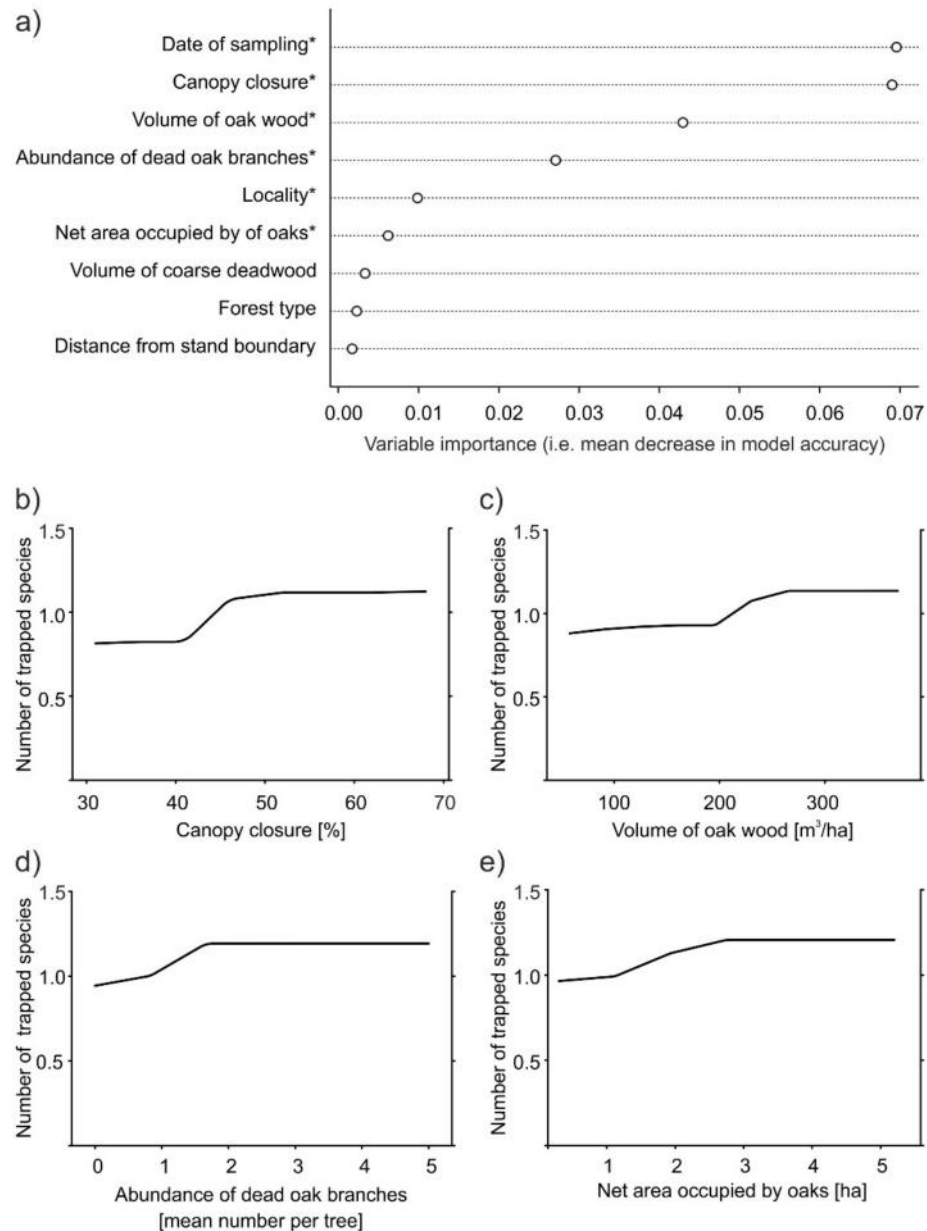 a)
Date of sampling*
Canopy closure*
Volume of oak wood*
Abundance of dead oak branches*
Locality*
Net area occupied by of oaks*
Volume of coarse deadwood
Forest type
Distance from stand boundary
0.00 0.01 0.02 0.03 0.04 0.05 0.06 0.07
Variable importance (i.e. mean decrease in model accuracy)
b)
Number of trapped species
1.5
1.0
0.5
30 40 50 60 70
Canopy closure [%]
c)
Number of trapped species
1.5
1.0
0.5
100 200 300
Volume of oak wood [m³/ha]
d)
Number of trapped species
1.5
1.0
0.5
0 1 2 3 4 5
Abundance of dead oak branches
[mean number per tree]
e)
Number of trapped species
1.5
1.0
0.5
1 2 3 4 5
Net area occupied by oaks [ha]